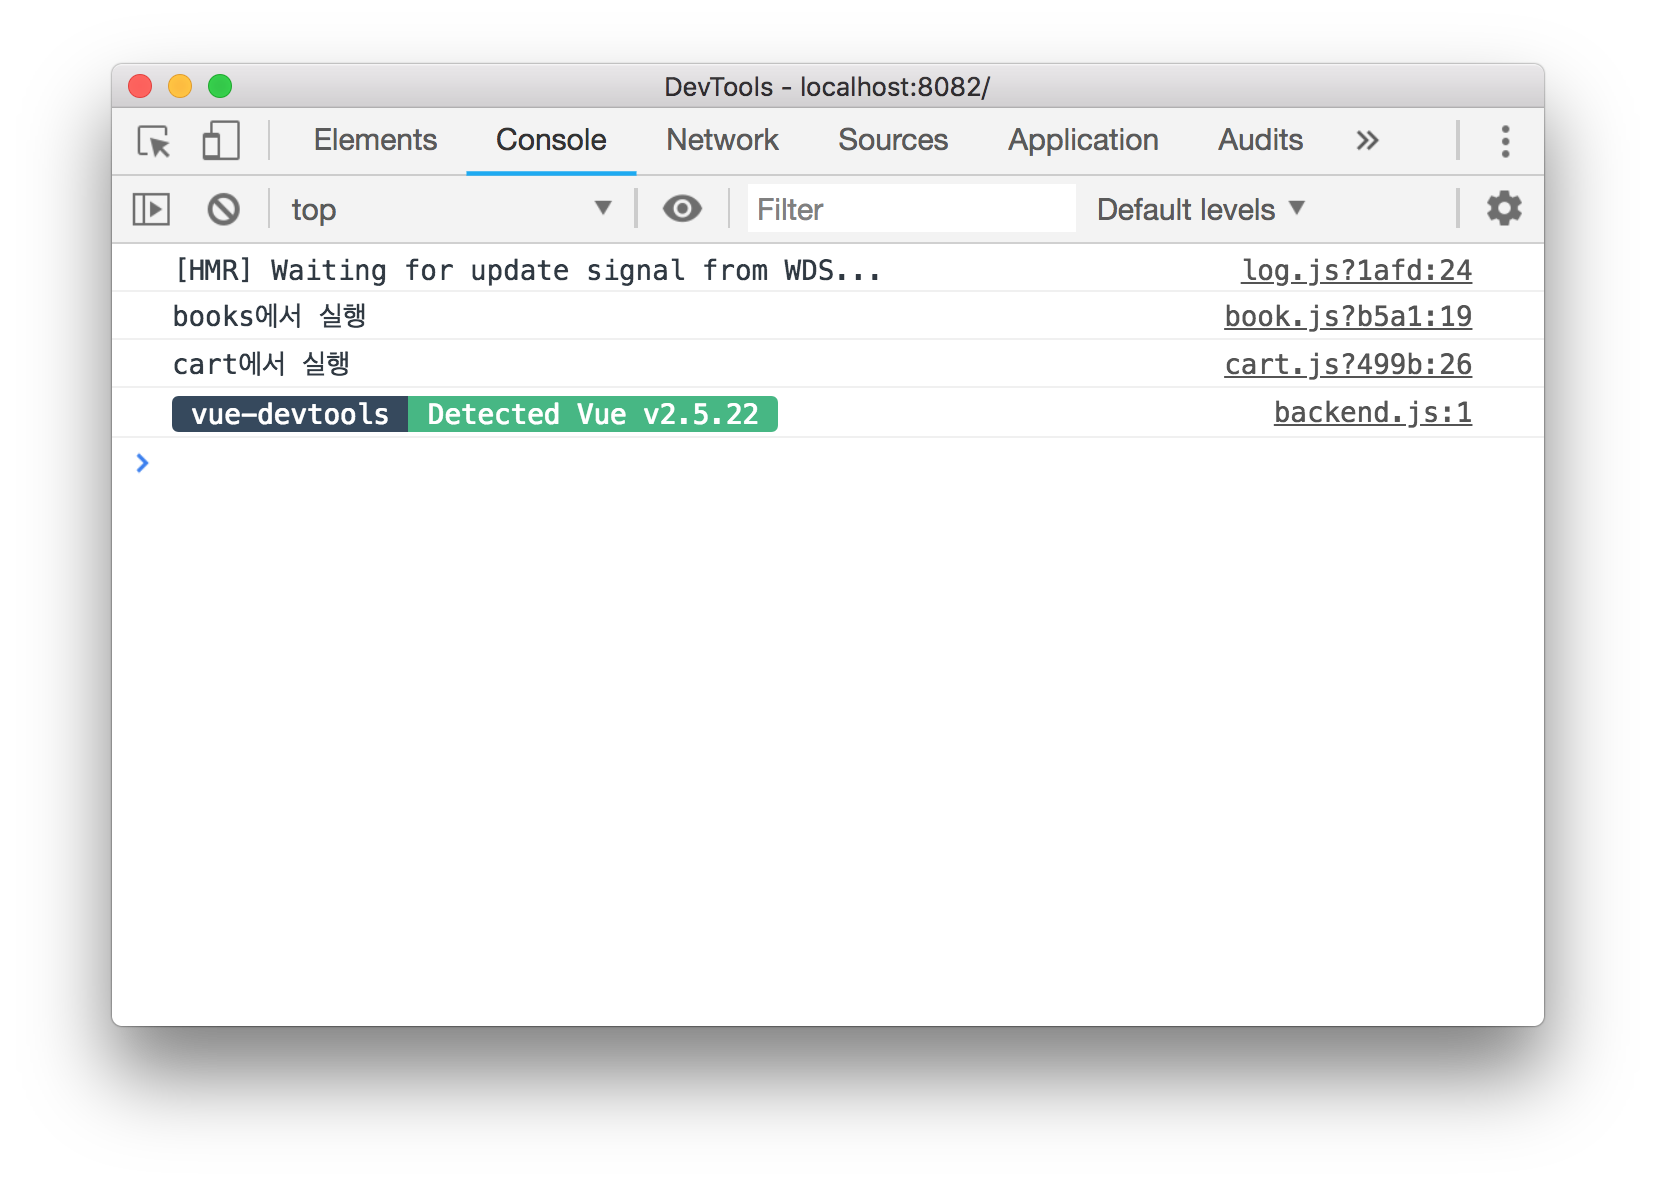 DevTools - localhost:8082/
Elements Console Network Sources Application Audits
top Filter Default levels
[HMR] Waiting for update signal from WDS... log.js?1afd:24
books에서 실행 book.js?b5a1:19
cart에서 실행 cart.js?499b:26
vue-devtools Detected Vue v2.5.22 backend.js:1